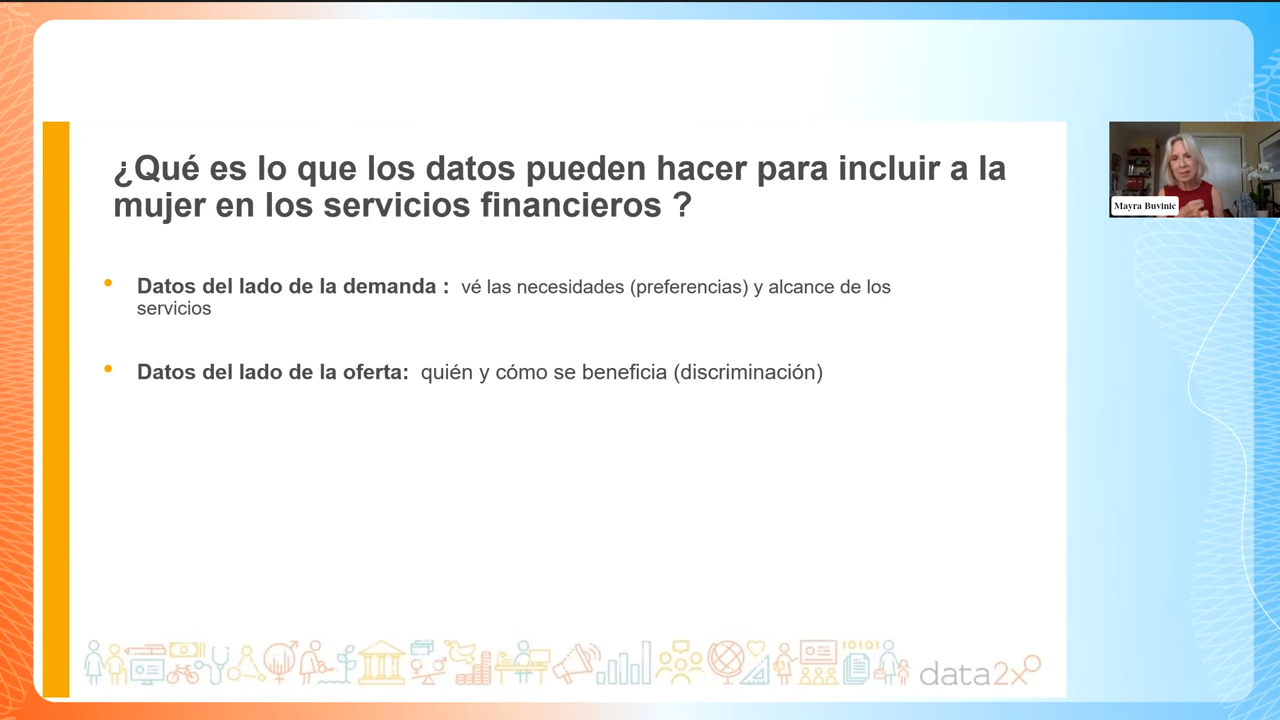 ¿Qué es lo que los datos pueden hacer para incluir a la
mujer en los servicios financieros ?
Mayra Buvinic
• Datos del lado de la demanda : vé las necesidades (preferencias) y alcance de los
servicios
• Datos del lado de la oferta: quién y cómo se beneficia (discriminación)
10101
data2x